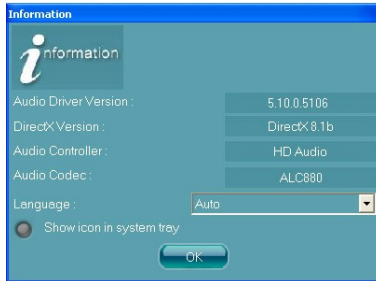 Information
information
Audio Driver Version : 5.10.0.5106
DirectX Version : DirectX 8.1b
Audio Controller : HD Audio
Audio Codec : ALC880
Language : Auto
Show icon in system tray
OK